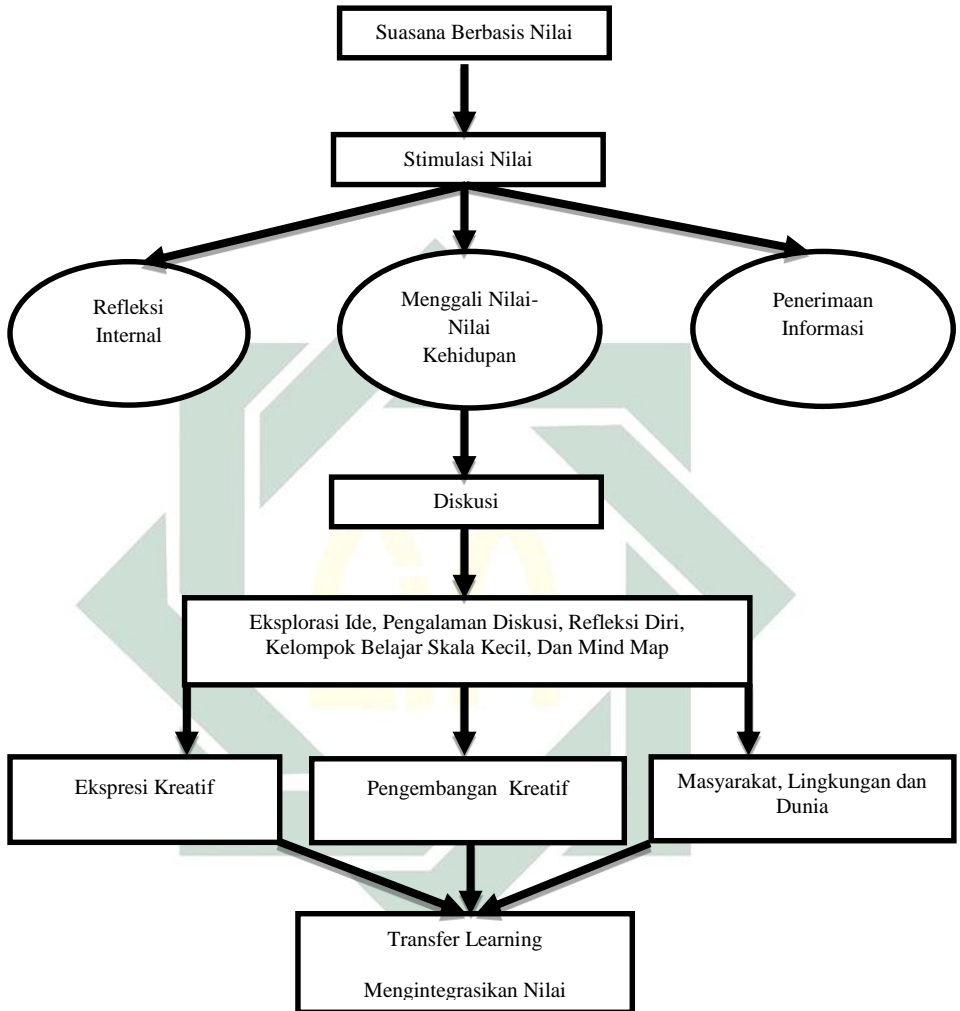 Suasana Berbasis Nilai
Stimulasi Nilai
Refleksi
Internal
Menggali Nilai-
Nilai
Kehidupan
Penerimaan
Informasi
Diskusi
Eksplorasi Ide, Pengalaman Diskusi, Refleksi Diri,
Kelompok Belajar Skala Kecil, Dan Mind Map
Ekspresi Kreatif
Pengembangan Kreatif
Masyarakat, Lingkungan dan
Dunia
Transfer Learning
Mengintegrasikan Nilai